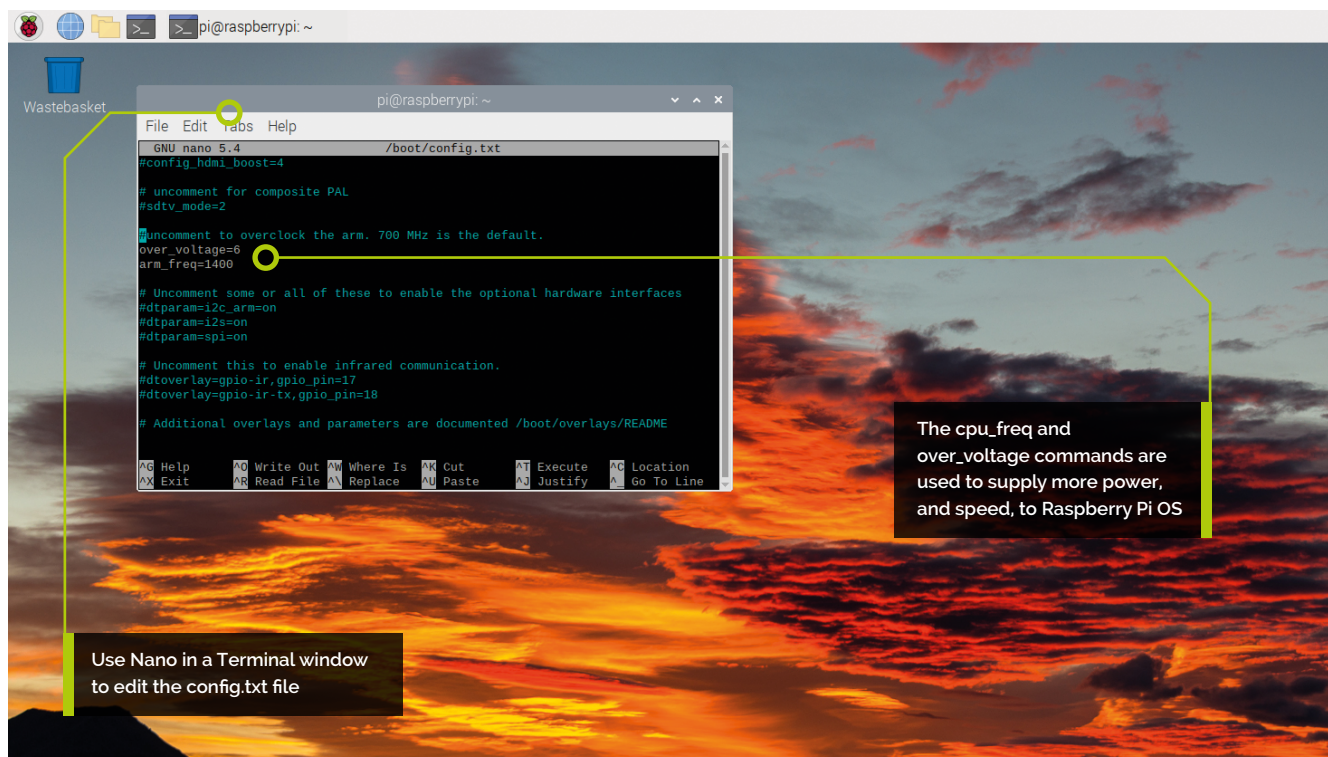 pi@raspberrypi: ~
Wastebasket
pi@raspberrypi: ~
File Edit Tabs Help
GNU nano 5.4 /boot/config.txt
#config_hdmi_boost=4
# uncomment for composite PAL
#sdtv_mode=2
#uncomment to overclock the arm. 700 MHz is the default.
over_voltage=6
arm_freq=1400
# Uncomment some or all of these to enable the optional hardware interfaces
#dtparam=i2c_arm=on
#dtparam=i2s=on
#dtparam=spi=on
# Uncomment this to enable infrared communication.
#dtoverlay=gpio-ir,gpio_pin=17
#dtoverlay=gpio-ir-tx,gpio_pin=18
# Additional overlays and parameters are documented /boot/overlays/README
^G Help ^O Write Out ^W Where Is ^K Cut ^T Execute ^C Location
^X Exit ^R Read File ^\ Replace ^U Paste ^J Justify ^_ Go To Line
The cpu_freq and
over_voltage commands are
used to supply more power,
and speed, to Raspberry Pi OS
Use Nano in a Terminal window
to edit the config.txt file